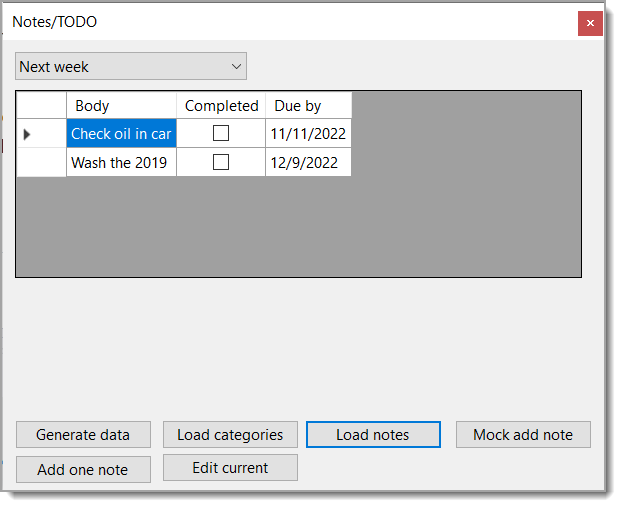 Notes/TODO
Next week
Body Completed Due by
Check oil in car 11/11/2022
Wash the 2019 12/9/2022
Generate data Load categories Load notes Mock add note
Add one note Edit current